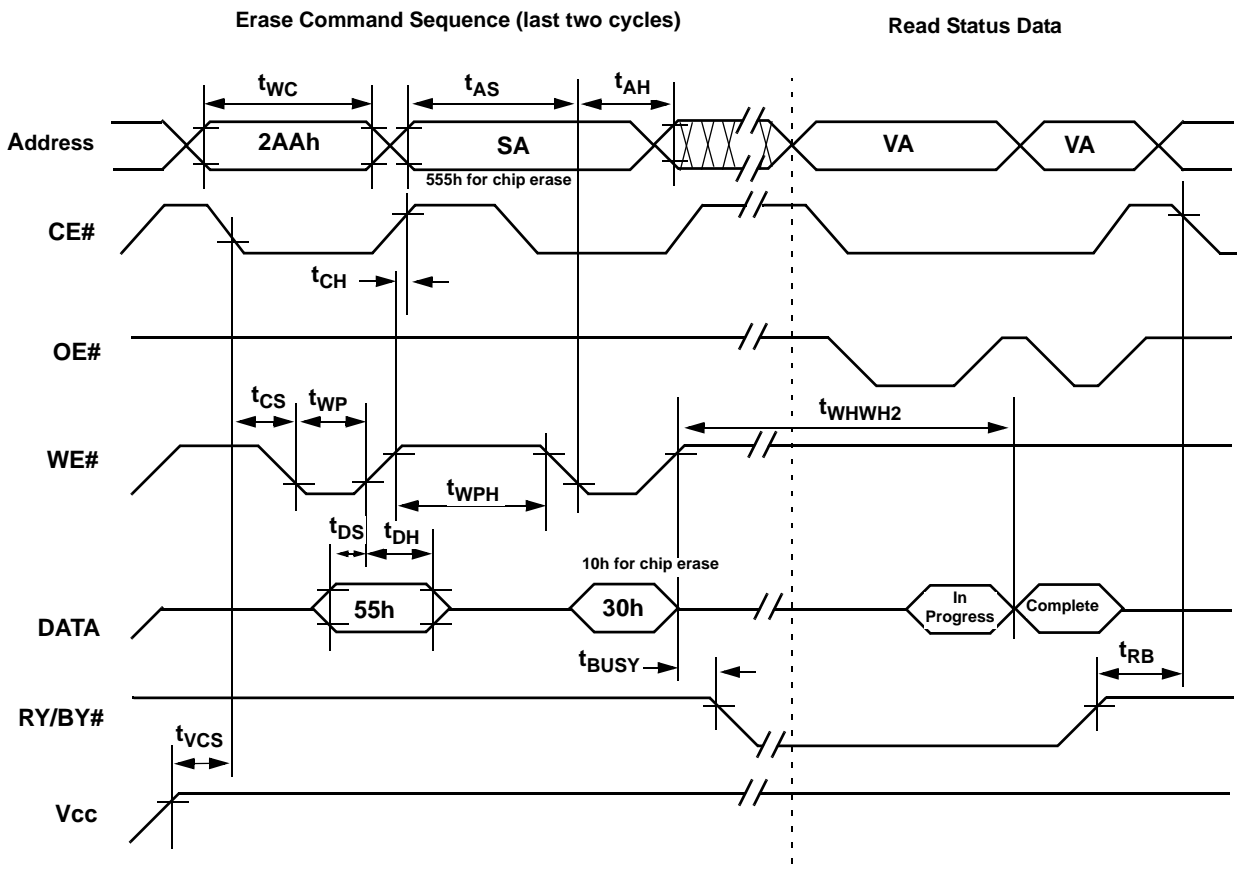 Erase Command Sequence (last two cycles)
Read Status Data
tWC
tAS
tAH
Address
2AAh
SA
VA
VA
555h for chip erase
CE#
tCH
OE#
tCS
tWP
tWHWH2
WE#
tWPH
tDS
tDH
10h for chip erase
DATA
55h
30h
In
Progress
Complete
tBUSY
tRB
RY/BY#
tVCS
Vcc